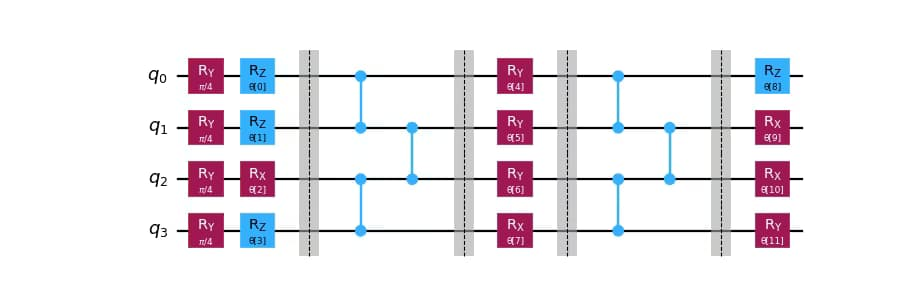 q0 RY π/4 RZ θ[0] RY θ[4] RZ θ[8]
q1 RY π/4 RZ θ[1] RY θ[5] RX θ[9]
q2 RY π/4 RX θ[2] RY θ[6] RX θ[10]
q3 RY π/4 RZ θ[3] RX θ[7] RY θ[11]